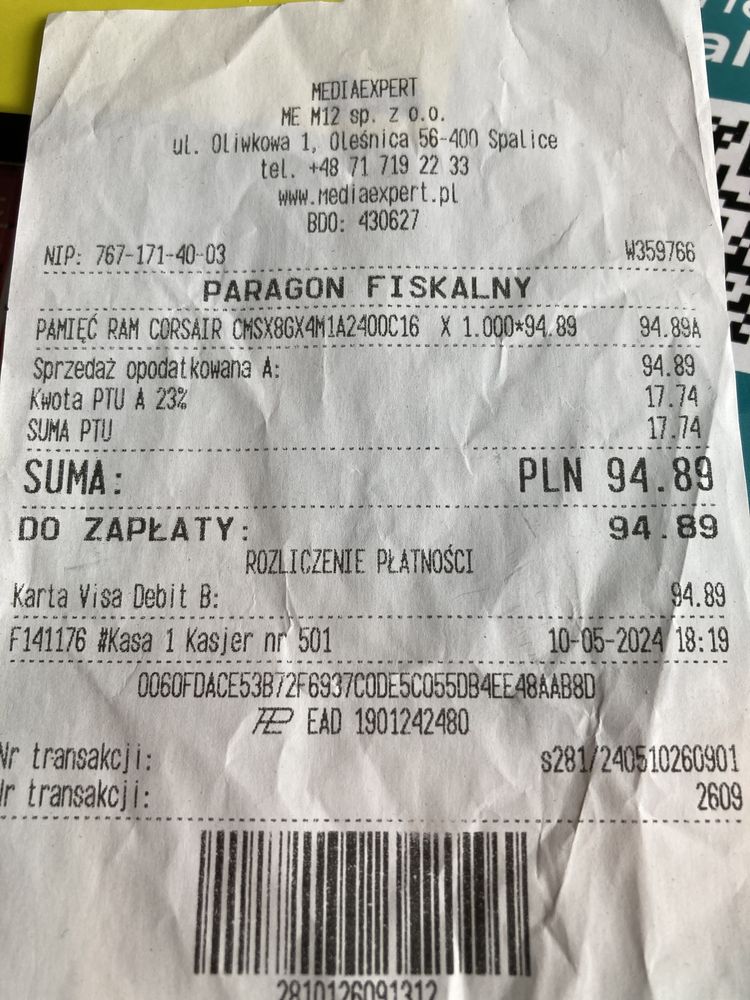 MEDIAEXPERT
ME M12 sp. z o.o.
ul. Oliwkowa 1, Oleśnica 56-400 Spalice
tel. +48 71 719 22 33
www.mediaexpert.pl
BDO: 430627
NIP: 767-171-40-03 W359766
PARAGON FISKALNY
PAMIĘĆ RAM CORSAIR CMSX8GX4M1A2400C16 X 1.000*94.89 94.89A
Sprzedaż opodatkowana A: 94.89
Kwota PTU A 23% 17.74
SUMA PTU 17.74
SUMA: PLN 94.89
DO ZAPŁATY: 94.89
ROZLICZENIE PŁATNOŚCI
Karta Visa Debit B: 94.89
F141176 #Kasa 1 Kasjer nr 501 10-05-2024 18:19
0060FDACE53B72F6937C0DE5C055DB4EE48AAB8D
EAD 1901242480
Nr transakcji: s281/240510260901
Nr transakcji: 2609
2810126091312